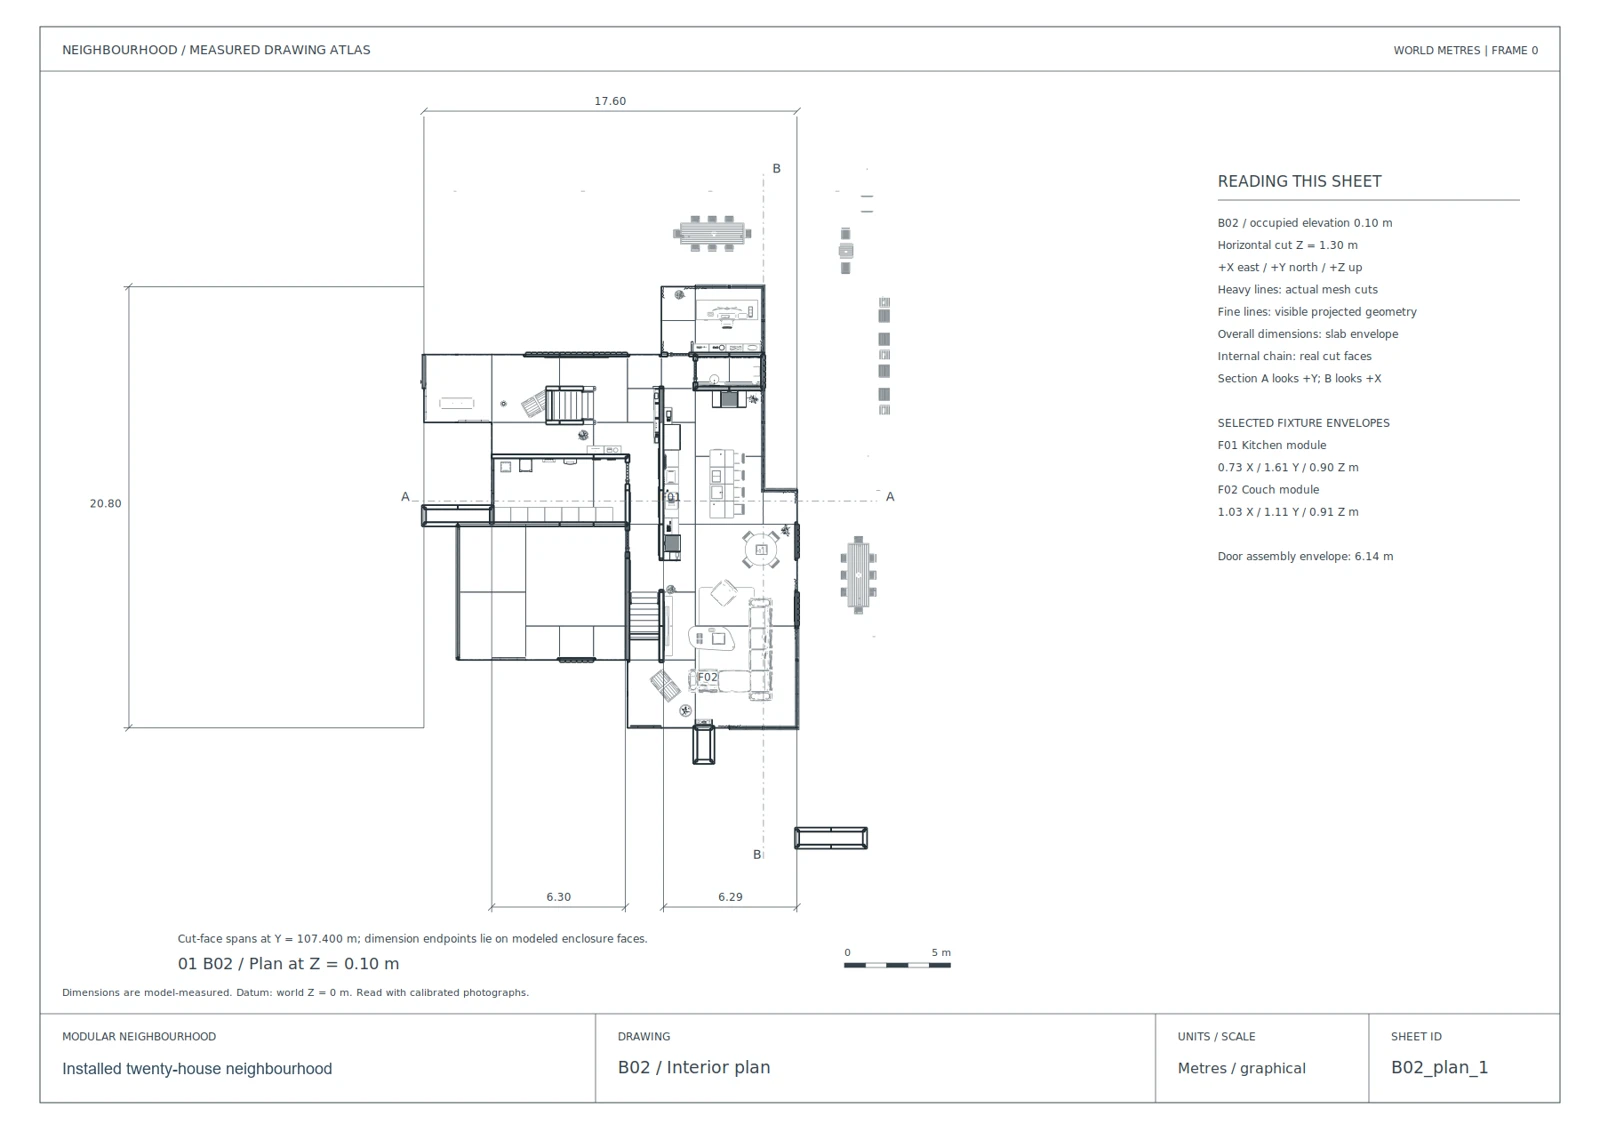 NEIGHBOURHOOD / MEASURED DRAWING ATLAS
WORLD METRES | FRAME 0
17.60
B
READING THIS SHEET
B02 / occupied elevation 0.10 m
Horizontal cut Z = 1.30 m
+X east / +Y north / +Z up
Heavy lines: actual mesh cuts
Fine lines: visible projected geometry
Overall dimensions: slab envelope
Internal chain: real cut faces
Section A looks +Y; B looks +X
SELECTED FIXTURE ENVELOPES
F01 Kitchen module
0.73 X / 1.61 Y / 0.90 Z m
F02 Couch module
1.03 X / 1.11 Y / 0.91 Z m
Door assembly envelope: 6.14 m
20.80
A
A
F02
B
6.30
6.29
Cut-face spans at Y = 107.400 m; dimension endpoints lie on modeled enclosure faces.
01 B02 / Plan at Z = 0.10 m
0
5 m
Dimensions are model-measured. Datum: world Z = 0 m. Read with calibrated photographs.
MODULAR NEIGHBOURHOOD
Installed twenty-house neighbourhood
DRAWING
B02 / Interior plan
UNITS / SCALE
Metres / graphical
SHEET ID
B02_plan_1